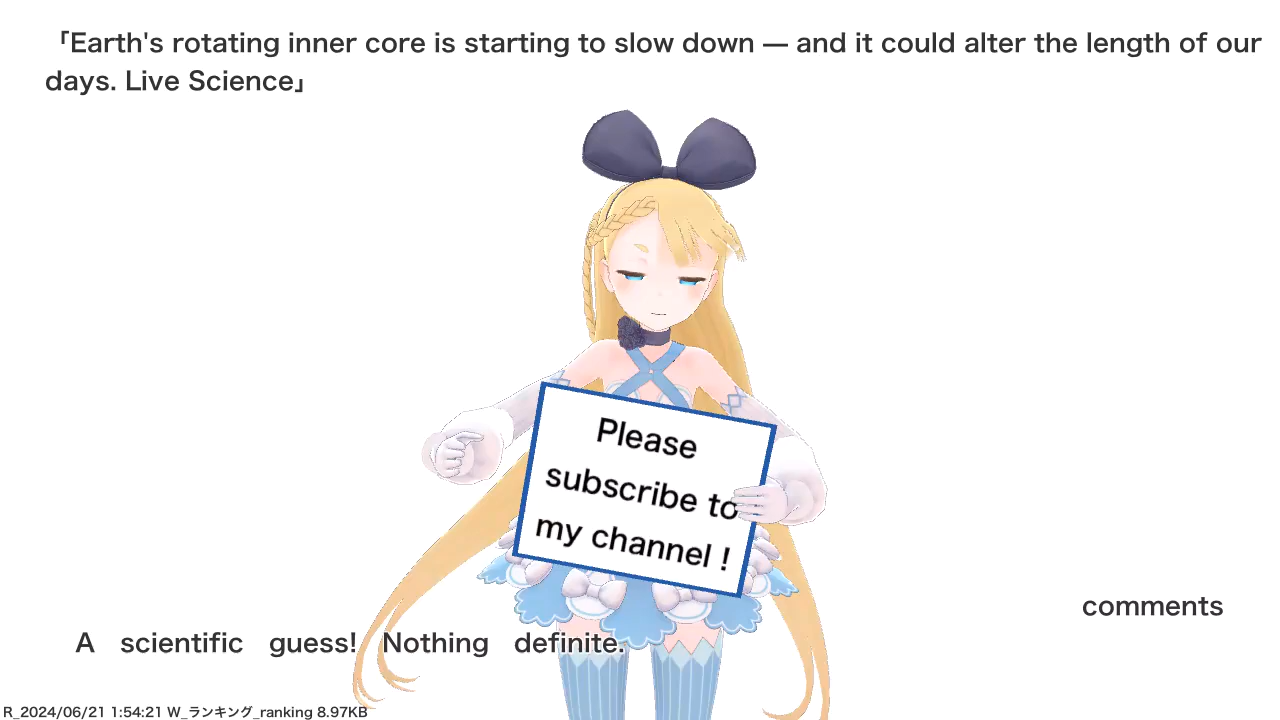 「Earth's rotating inner core is starting to slow down — and it could alter the length of our
days. Live Science」
Please
subscribe to
my channel !
comments
A scientific guess! Nothing definite.
R_2024/06/21 1:54:21 W_ランキング_ranking 8.97KB